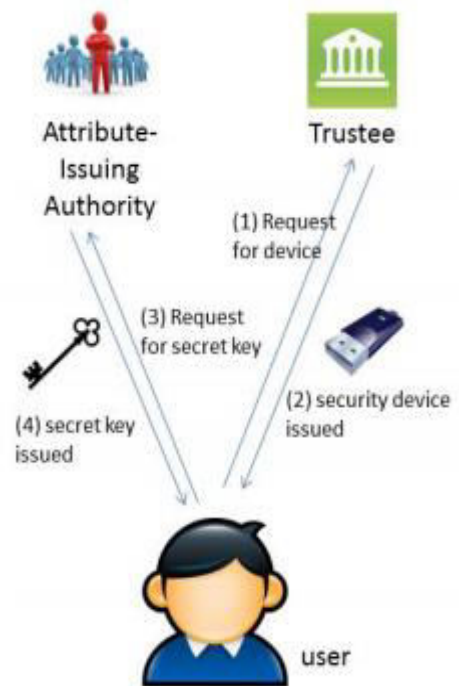 Attribute-
Issuing
Authority
Trustee
(1) Request
for device
(3) Request
for secret key
(2) security device
issued
(4) secret key
issued
user